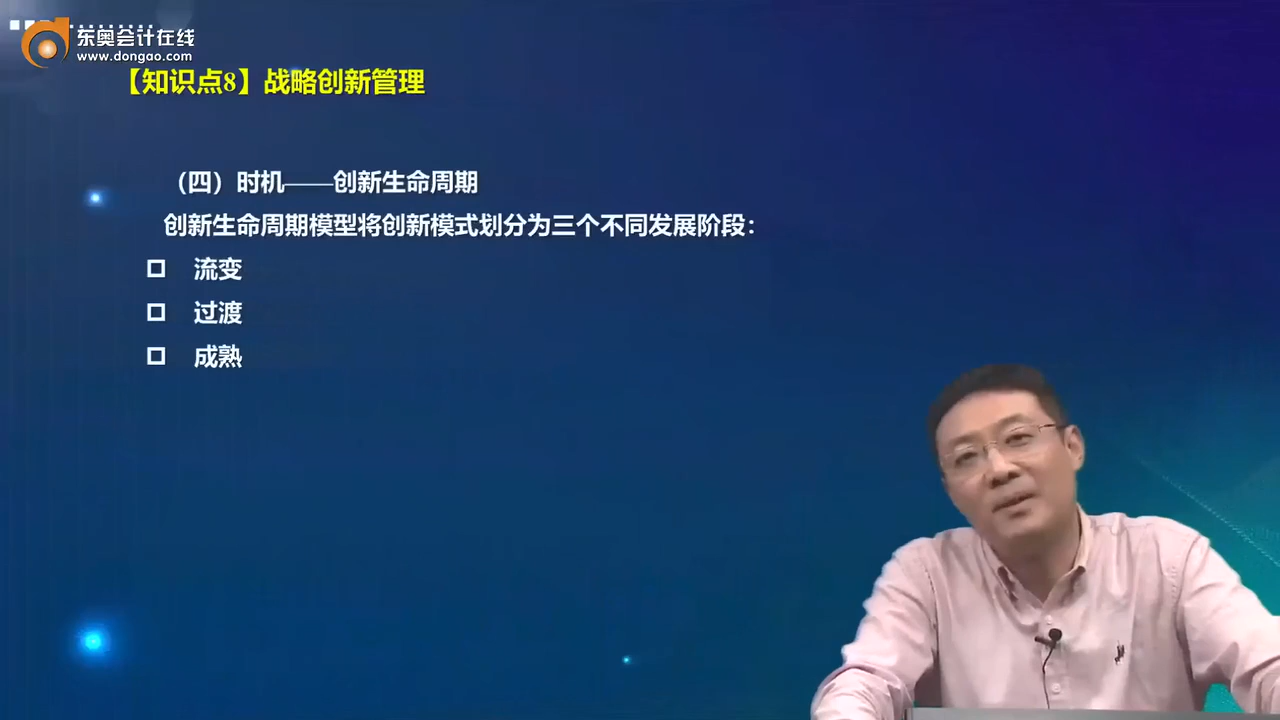 东奥会计在线
www.dongao.com
【知识点8】战略创新管理
（四）时机——创新生命周期
创新生命周期模型将创新模式划分为三个不同发展阶段：
流变
过渡
成熟